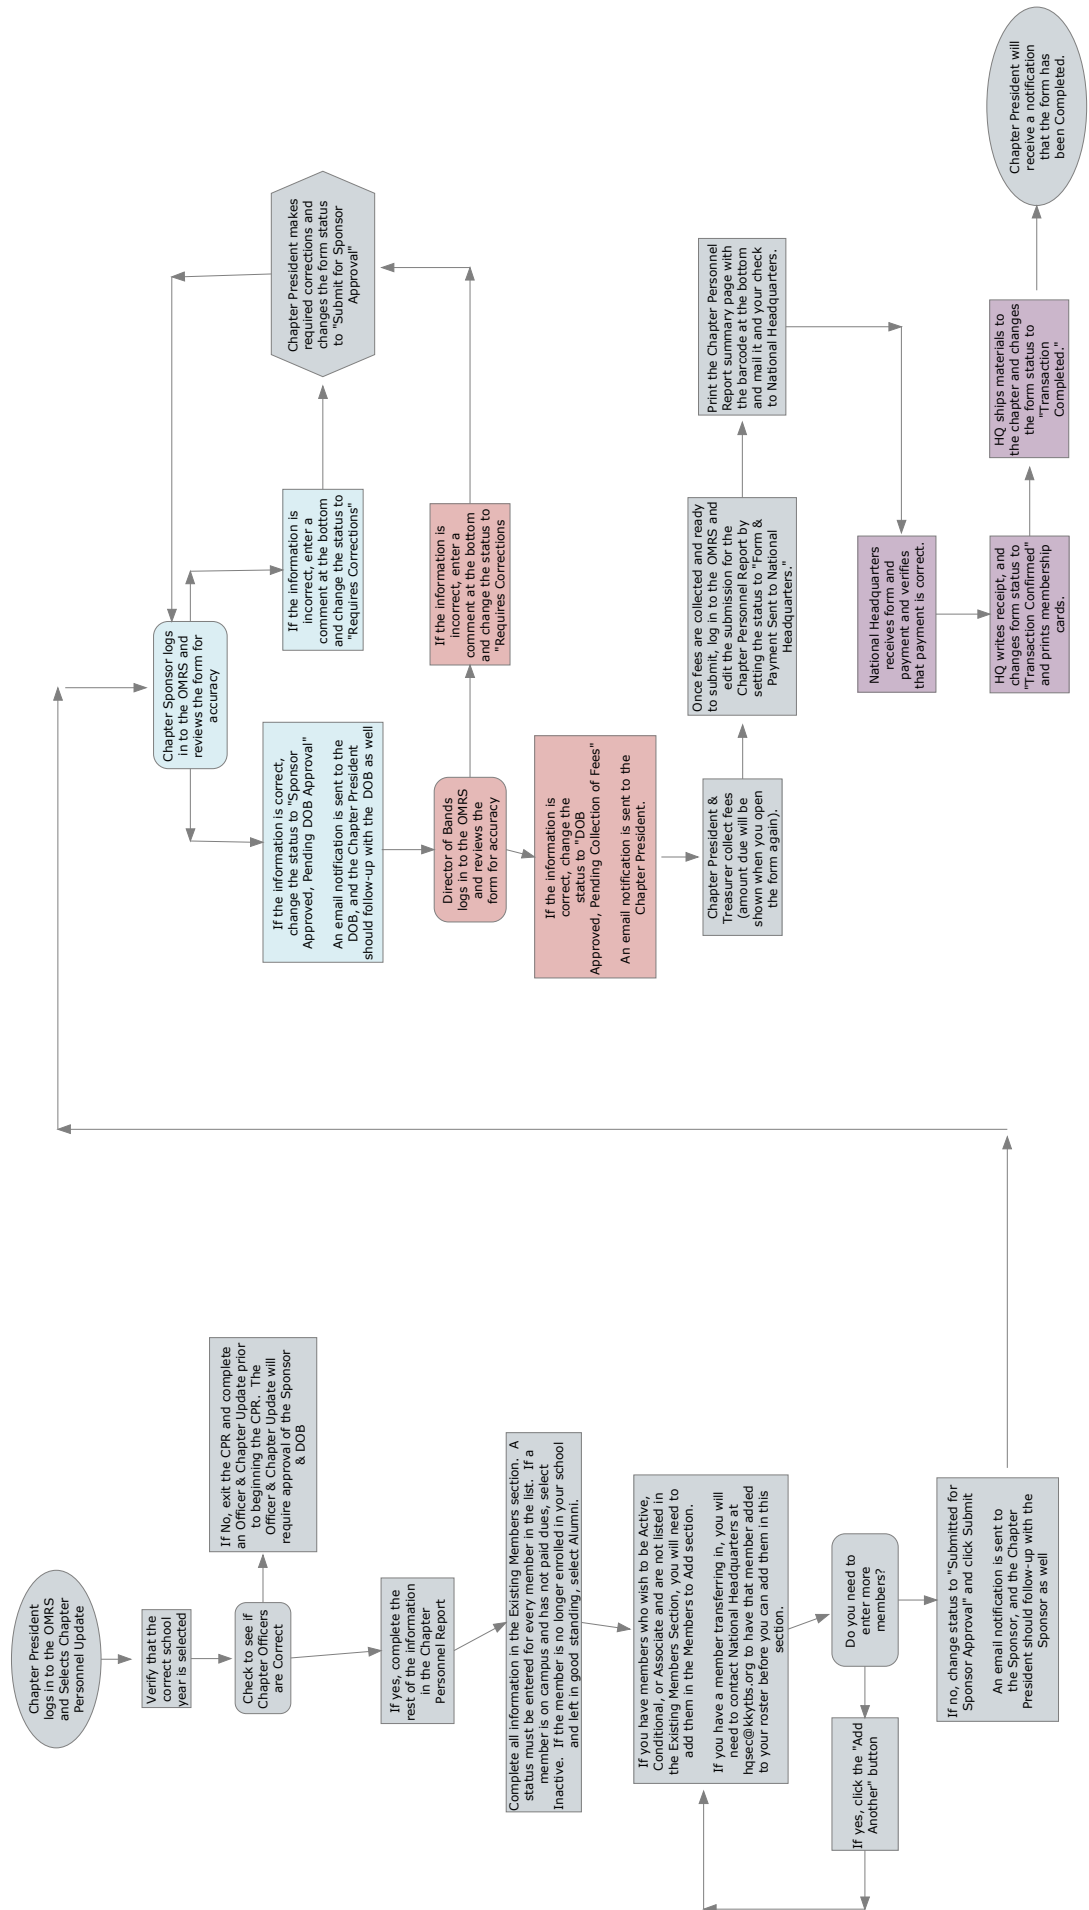 Chapter President
logs in to the OMRS
and Selects Chapter
Personnel Update
Verify that the
correct school
year is selected
Check to see if
Chapter Officers
are Correct
If No, exit the CPR and complete
an Officer & Chapter Update prior
to beginning the CPR.  The
Officer & Chapter Update will
require approval of the Sponsor
& DOB
If yes, complete the
rest of the information
in the Chapter
Personnel Report
Complete all information in the Existing Members section.  A
status must be entered for every member in the list.  If a
member is on campus and has not paid dues, select
Inactive.  If the member is no longer enrolled in your school
and left in good standing, select Alumni.
If you have members who wish to be Active,
Conditional, or Associate and are not listed in
the Existing Members Section, you will need to
add them in the Members to Add section.
If you have a member transferring in, you will
need to contact National Headquarters at
hqsec@kkytbs.org to have that member added
to your roster before you can add them in this
section.
Do you need to
enter more
members?
If yes, click the "Add
Another" button
If no, change status to "Submitted for
Sponsor Approval" and click Submit
An email notification is sent to
the Sponsor, and the Chapter
President should follow-up with the
Sponsor as well
Chapter Sponsor logs
in to the OMRS and
reviews the form for
accuracy
If the information is
incorrect, enter a
comment at the bottom
and change the status to
"Requires Corrections"
Chapter President makes
required corrections and
changes the form status
to "Submit for Sponsor
Approval"
If the information is correct,
change the status to "Sponsor
Approved, Pending DOB Approval"
An email notification is sent to the
DOB, and the Chapter President
should follow-up with the  DOB as well
Director of Bands
logs in to the OMRS
and reviews the
form for accuracy
If the information is
incorrect, enter a
comment at the bottom
and change the status to
"Requires Corrections
If the information is
correct, change the
status to "DOB
Approved, Pending Collection of Fees"
An email notification is sent to the
Chapter President.
Chapter President &
Treasurer collect fees
(amount due will be
shown when you open
the form again).
Once fees are collected and ready
to submit, log in to the OMRS and
edit the submission for the
Chapter Personnel Report by
setting the status to "Form &
Payment Sent to National
Headquarters."
Print the Chapter Personnel
Report summary page with
the barcode at the bottom
and mail it and your check
to National Headquarters.
National Headquarters
receives form and
payment and verifies
that payment is correct.
HQ writes receipt, and
changes form status to
"Transaction Confirmed"
and prints membership
cards.
HQ ships materials to
the chapter and changes
the form status to
"Transaction
Completed."
Chapter President will
receive a notification
that the form has
been Completed.